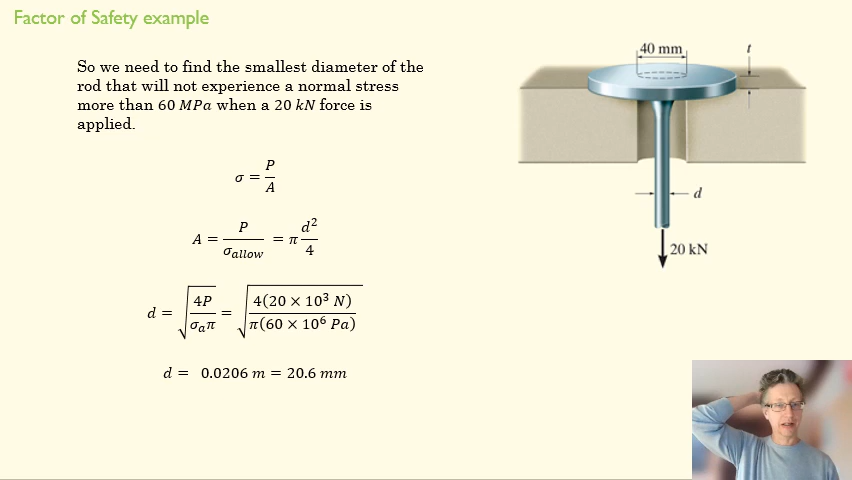 Factor of Safety example
So we need to find the smallest diameter of the
rod that will not experience a normal stress
more than 60 MPa when a 20 kN force is
applied.
σ = P/A
A = P/σ_allow = π d²/4
d = √(4P/(σₐπ)) = √(4(20 × 10³ N)/(π(60 × 10⁶ Pa)))
d = 0.0206 m = 20.6 mm
40 mm
t
d
20 kN